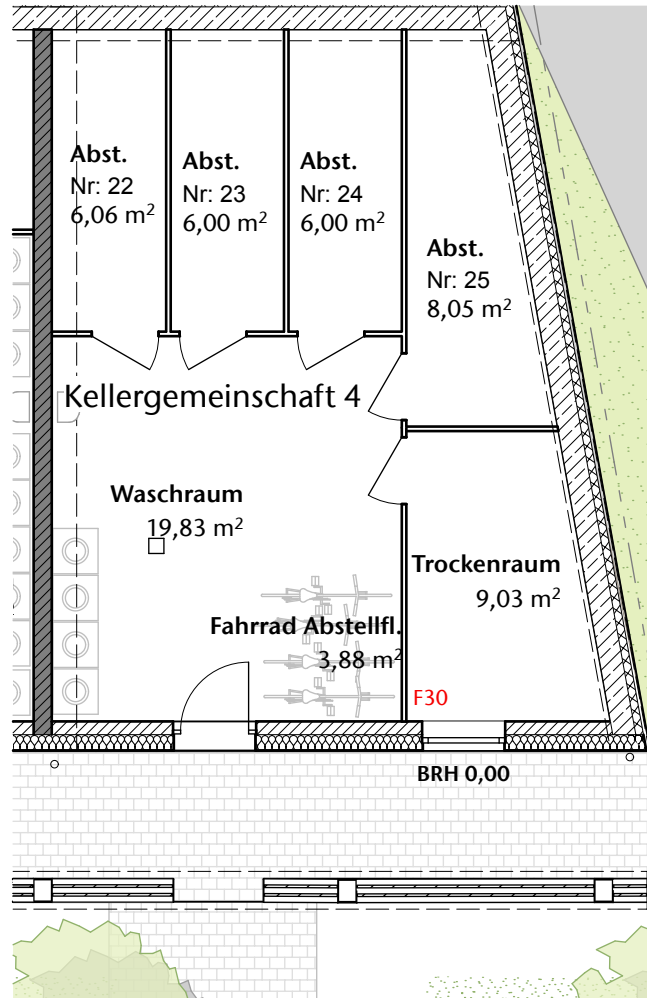 Abst.
Nr: 22
6,06 m²
Abst.
Nr: 23
6,00 m²
Abst.
Nr: 24
6,00 m²
Abst.
Nr: 25
8,05 m²
Kellergemeinschaft 4
Waschraum
19,83 m²
Trockenraum
9,03 m²
Fahrrad Abstellfl.
3,88 m²
F30
BRH 0,00